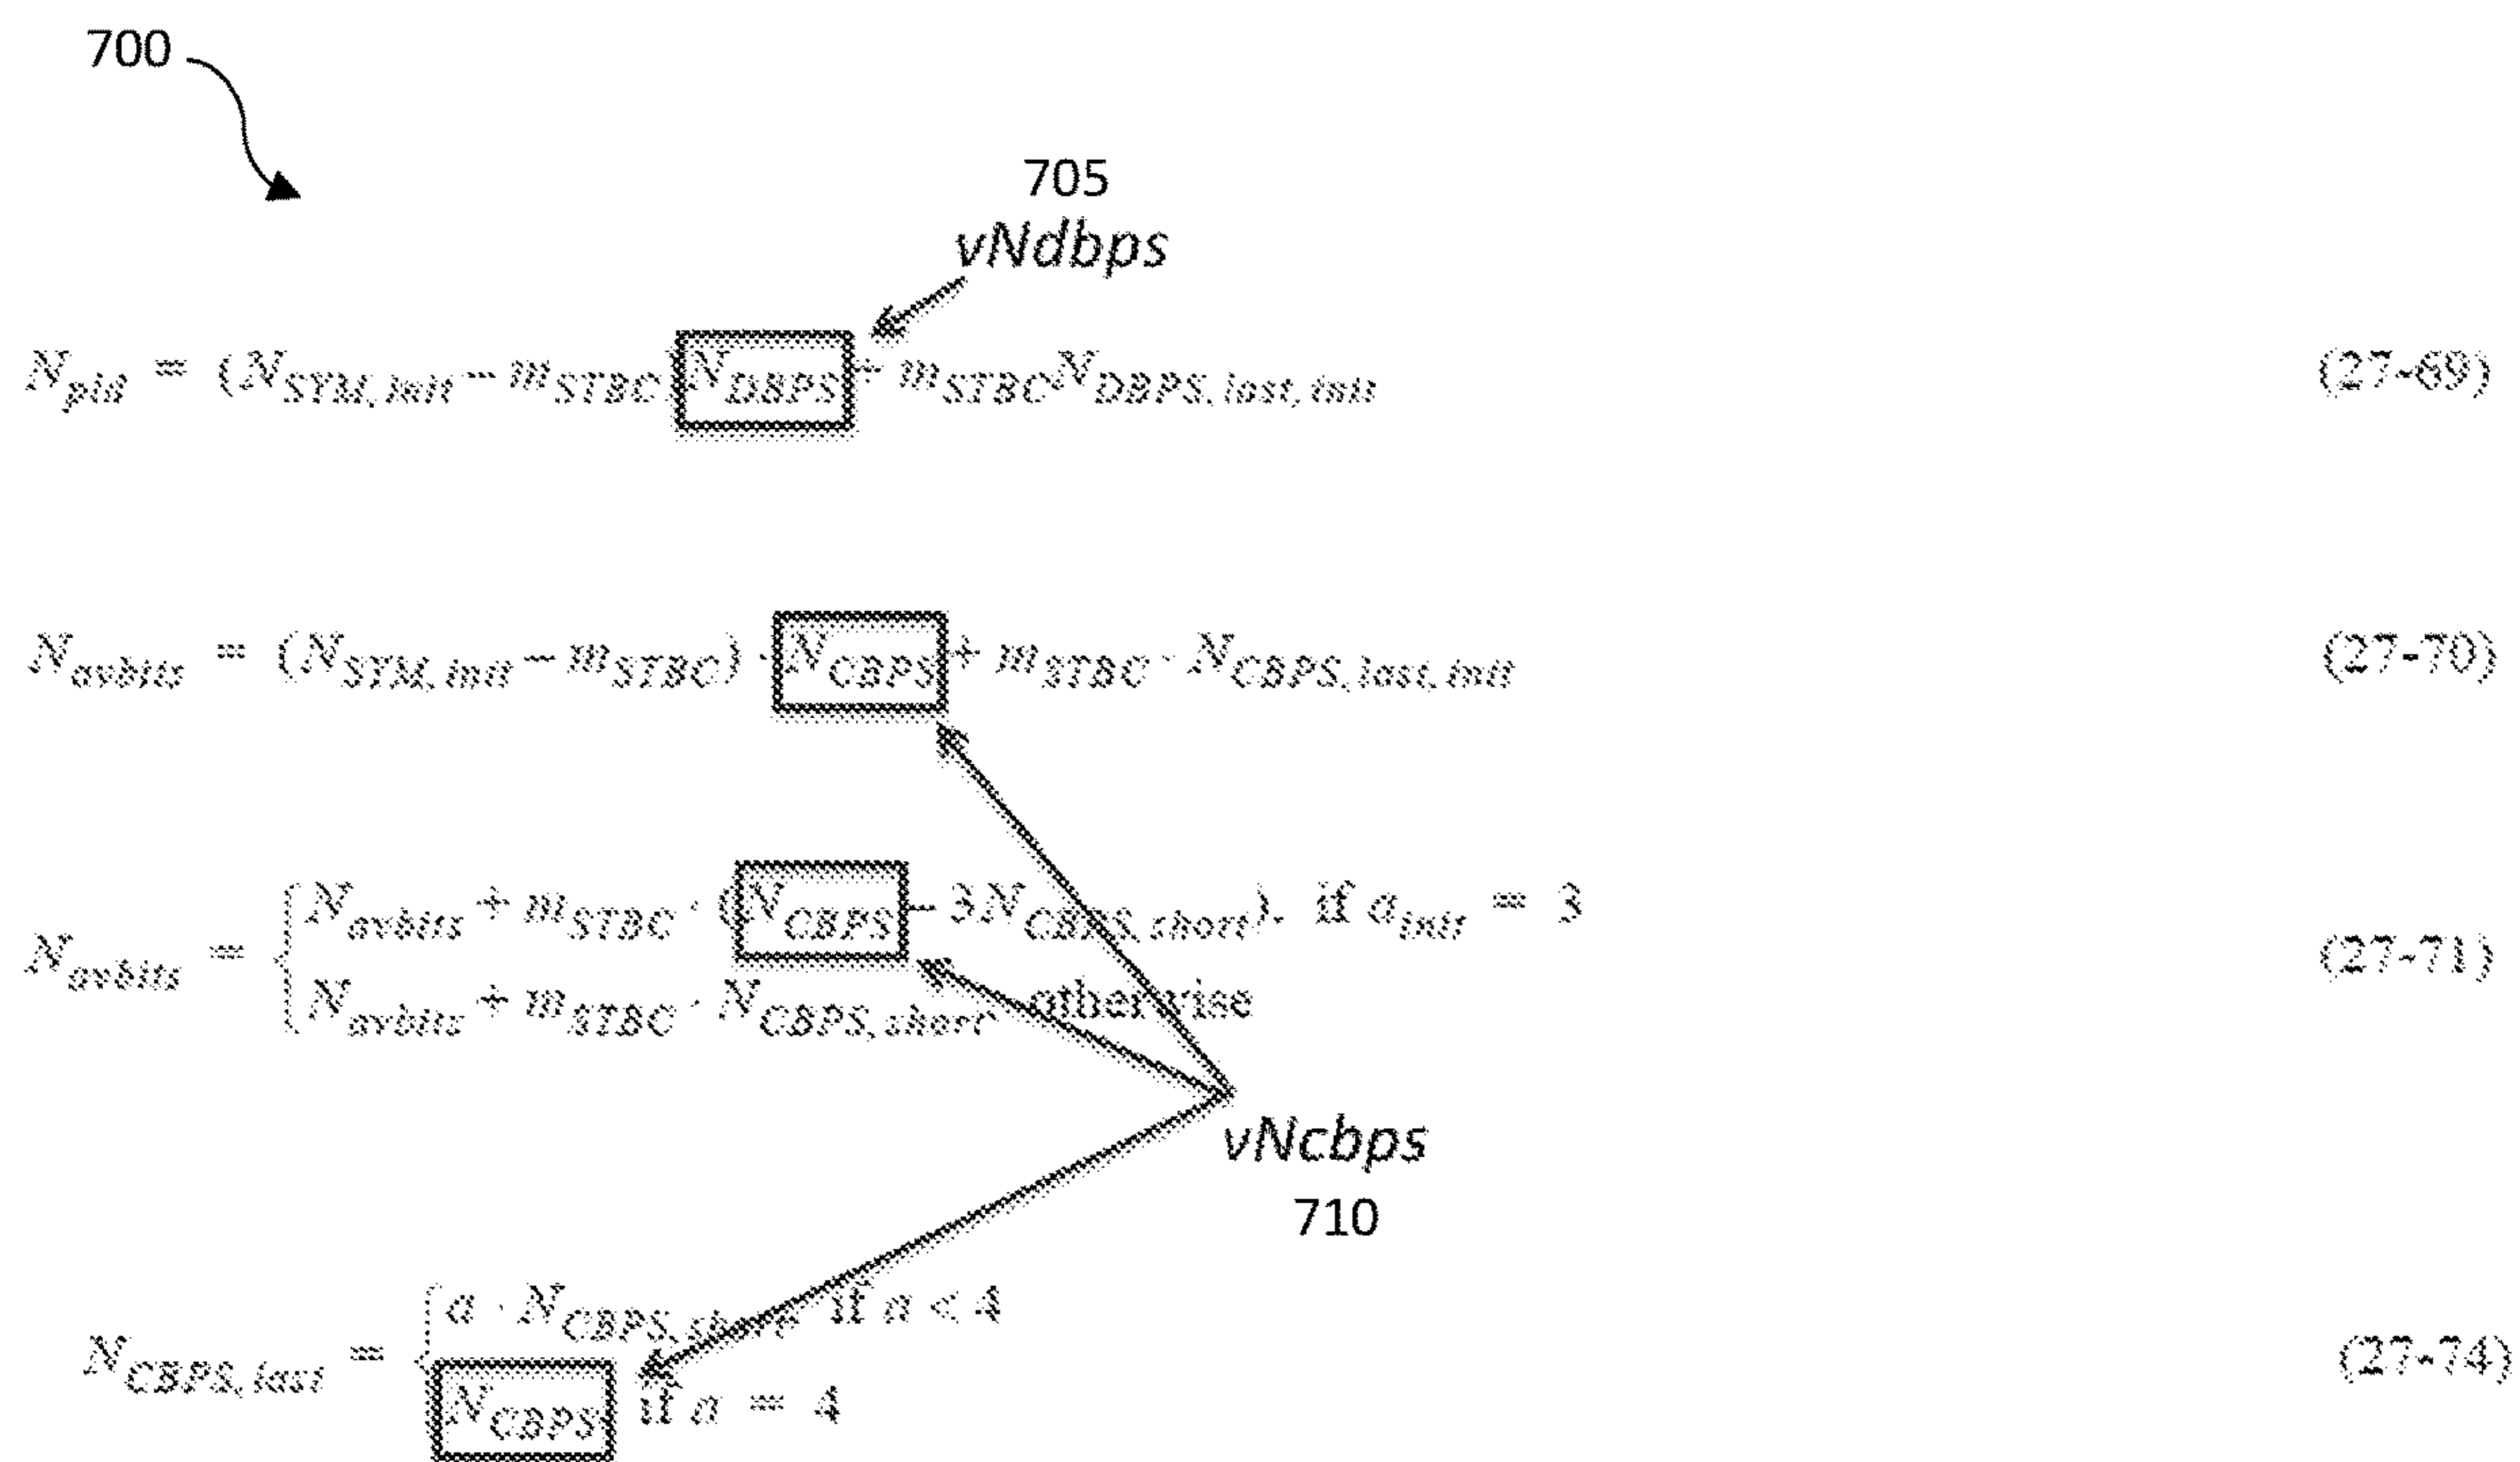 700
705
vNdbps
N_pld = (N_SYM,init − m_STBC)N_DBPS + m_STBC N_DBPS,last,init (27-69)
N_avbits = (N_SYM,init − m_STBC) · N_CBPS + m_STBC · N_CBPS,last,init (27-70)
N_avbits + m_STBC · (N_CBPS − 3N_CBPS,short), if a_init = 3
N_avbits = { (27-71)
N_avbits + m_STBC · N_CBPS,short otherwise
vNcbps
710
a · N_CBPS,short if a < 4
N_CBPS,last = { (27-74)
N_CBPS if a = 4